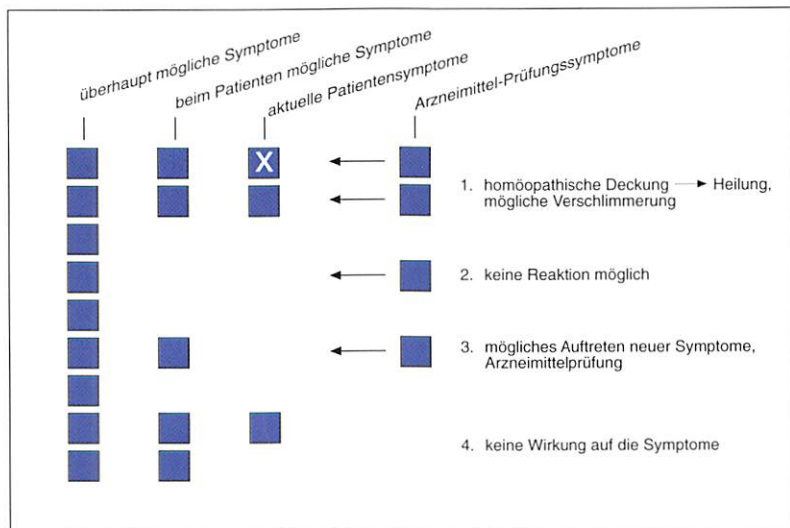 überhaupt mögliche Symptome
beim Patienten mögliche Symptome
aktuelle Patientensymptome
Arzneimittel-Prüfungssymptome
X
1. homöopathische Deckung → Heilung,
mögliche Verschlimmerung
2. keine Reaktion möglich
3. mögliches Auftreten neuer Symptome,
Arzneimittelprüfung
4. keine Wirkung auf die Symptome